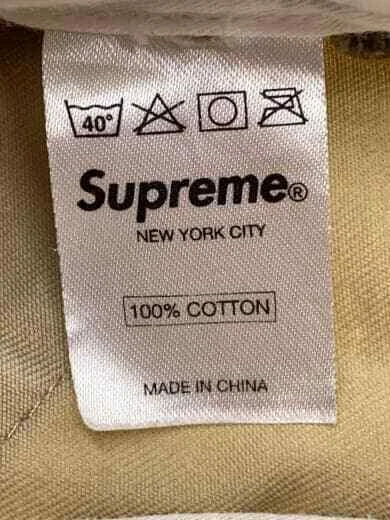 40°
Supreme®
NEW YORK CITY
100% COTTON
MADE IN CHINA